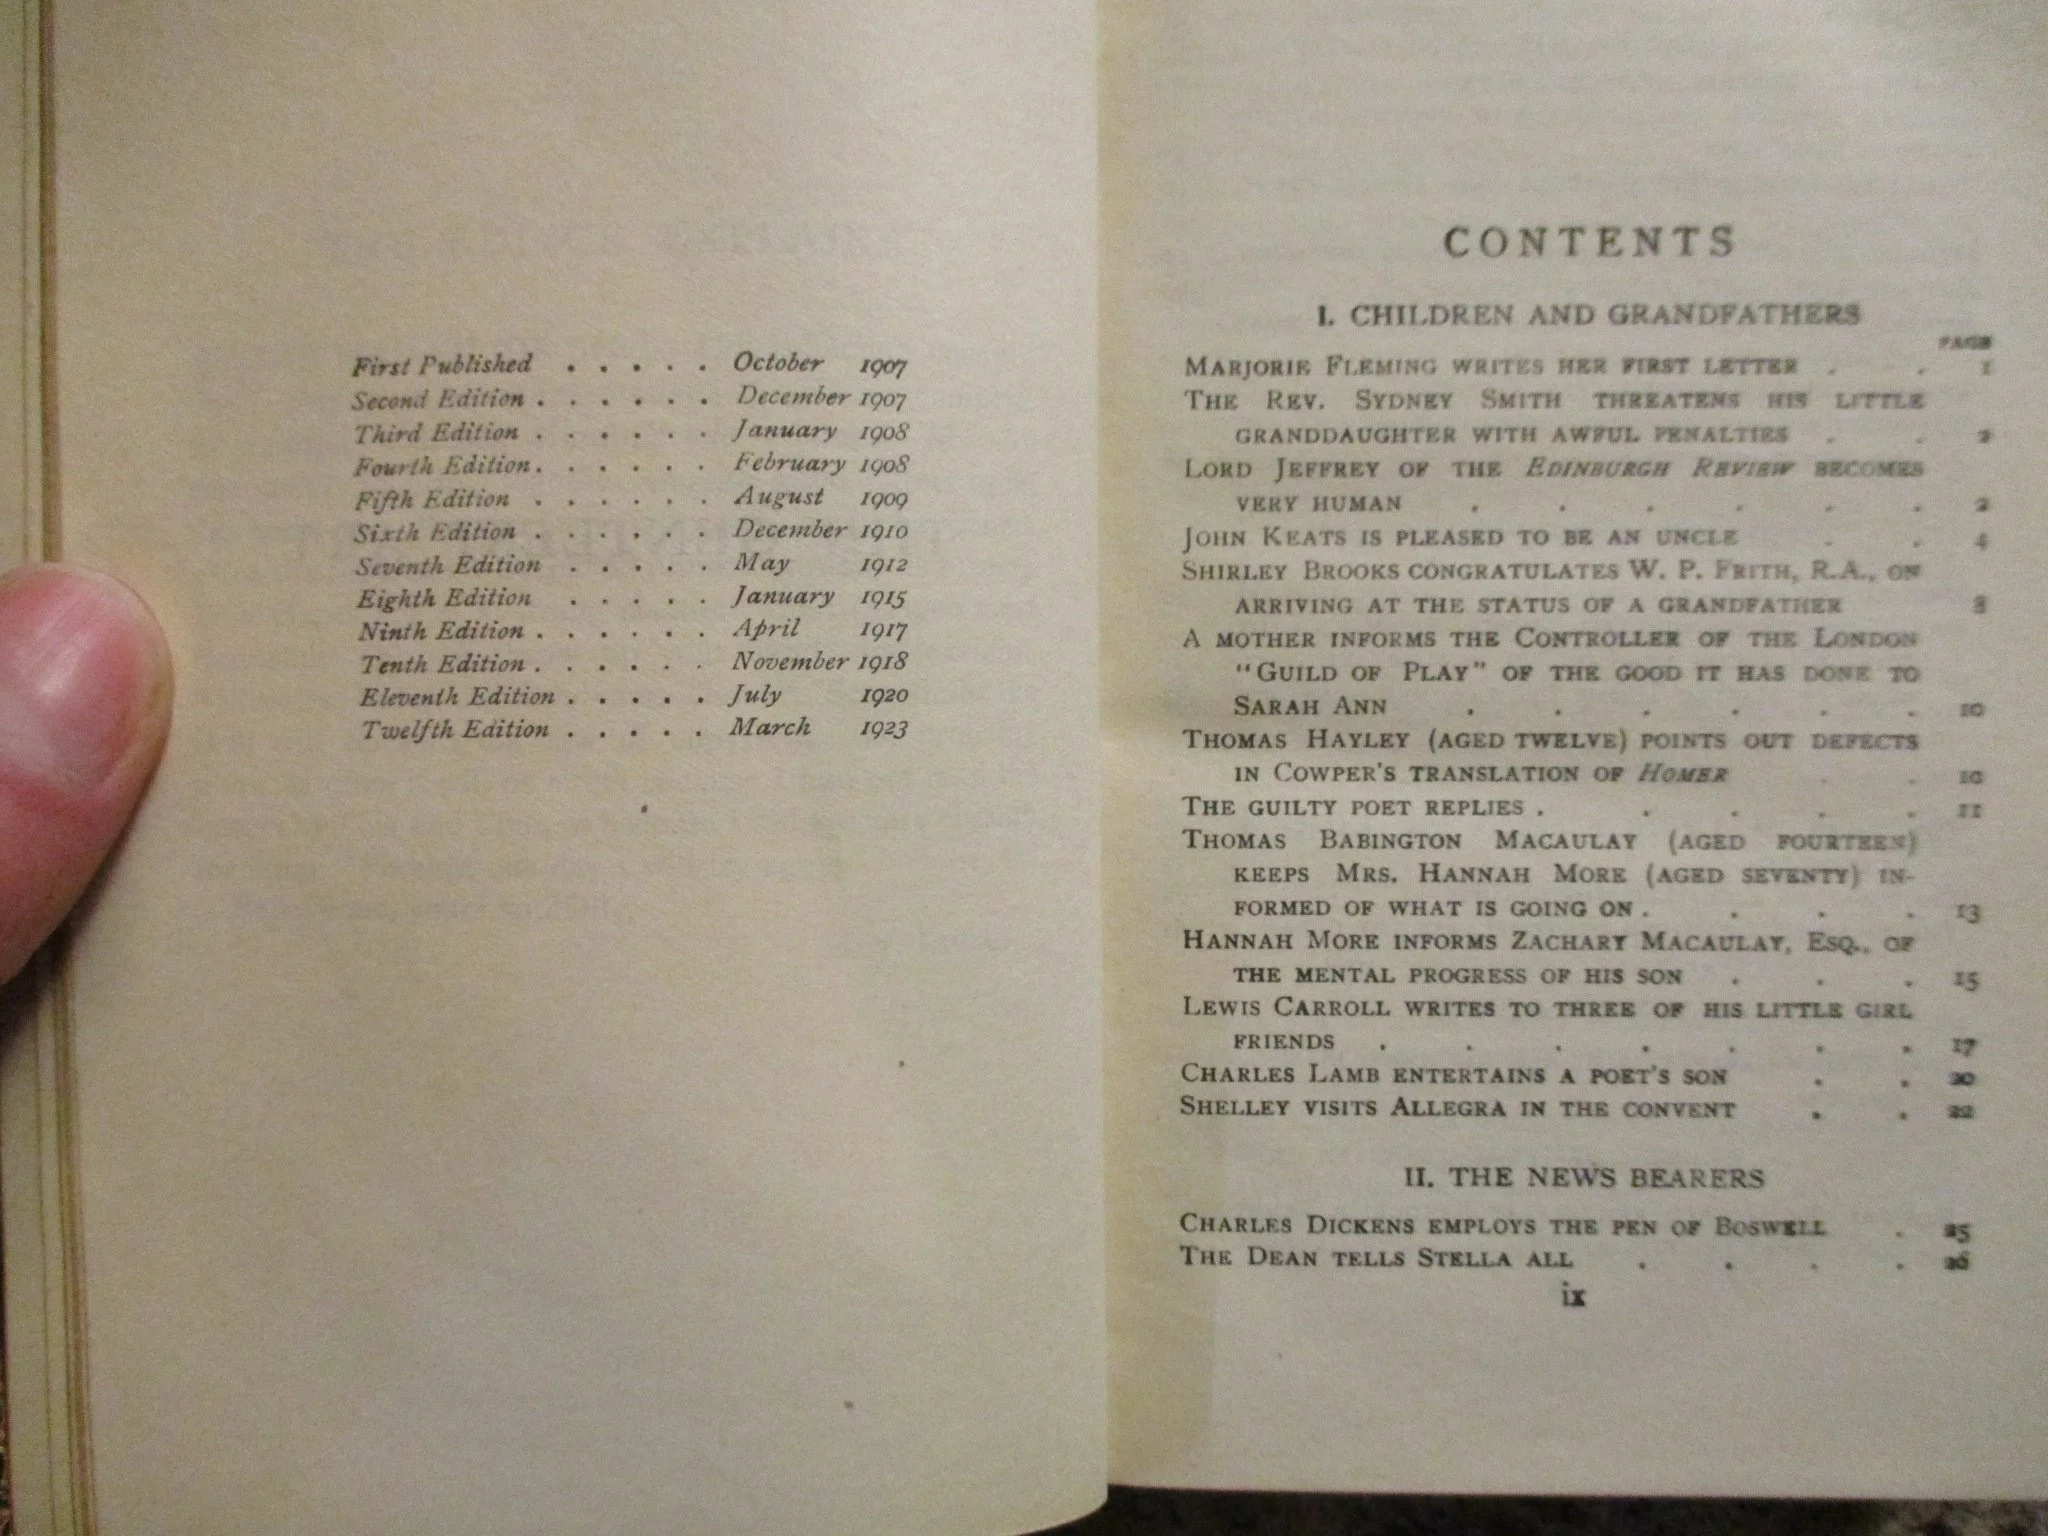 First Published . . . . . October 1907
Second Edition . . . . . . December 1907
Third Edition . . . . . . January 1908
Fourth Edition . . . . . . February 1908
Fifth Edition . . . . . . August 1909
Sixth Edition . . . . . . December 1910
Seventh Edition . . . . . May 1912
Eighth Edition . . . . . January 1915
Ninth Edition . . . . . . April 1917
Tenth Edition . . . . . . November 1918
Eleventh Edition . . . . . July 1920
Twelfth Edition . . . . . March 1923
CONTENTS
I. CHILDREN AND GRANDFATHERS
PAGE
MARJORIE FLEMING WRITES HER FIRST LETTER . . 1
THE REV. SYDNEY SMITH THREATENS HIS LITTLE
GRANDDAUGHTER WITH AWFUL PENALTIES . . 2
LORD JEFFREY OF THE EDINBURGH REVIEW BECOMES
VERY HUMAN . . . . . . 2
JOHN KEATS IS PLEASED TO BE AN UNCLE . . 4
SHIRLEY BROOKS CONGRATULATES W. P. FRITH, R.A., ON
ARRIVING AT THE STATUS OF A GRANDFATHER 8
A MOTHER INFORMS THE CONTROLLER OF THE LONDON
"GUILD OF PLAY" OF THE GOOD IT HAS DONE TO
SARAH ANN . . . . . . 10
THOMAS HAYLEY (AGED TWELVE) POINTS OUT DEFECTS
IN COWPER'S TRANSLATION OF HOMER . . 10
THE GUILTY POET REPLIES . . . . . 11
THOMAS BABINGTON MACAULAY (AGED FOURTEEN)
KEEPS MRS. HANNAH MORE (AGED SEVENTY) IN-
FORMED OF WHAT IS GOING ON . . . . 13
HANNAH MORE INFORMS ZACHARY MACAULAY, ESQ., OF
THE MENTAL PROGRESS OF HIS SON . . . 15
LEWIS CARROLL WRITES TO THREE OF HIS LITTLE GIRL
FRIENDS . . . . . . . 17
CHARLES LAMB ENTERTAINS A POET'S SON . . 20
SHELLEY VISITS ALLEGRA IN THE CONVENT . . 22
II. THE NEWS BEARERS
CHARLES DICKENS EMPLOYS THE PEN OF BOSWELL . 25
THE DEAN TELLS STELLA ALL . . . . 26
ix